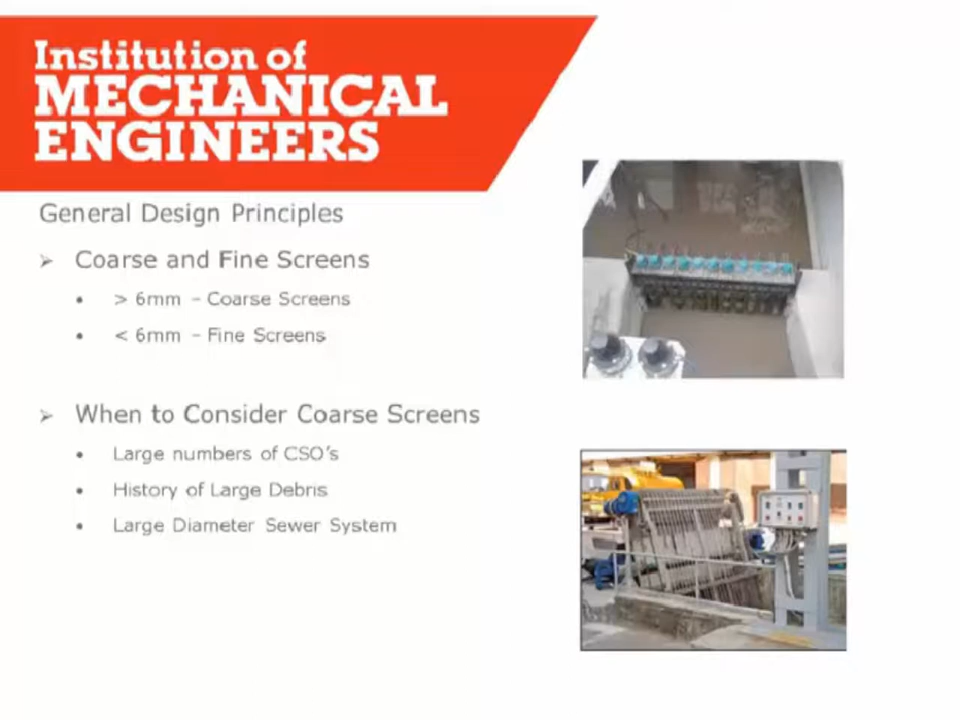 Institution of
MECHANICAL
ENGINEERS
General Design Principles
➢ Coarse and Fine Screens
• > 6mm – Coarse Screens
• < 6mm – Fine Screens
➢ When to Consider Coarse Screens
• Large numbers of CSO's
• History of Large Debris
• Large Diameter Sewer System